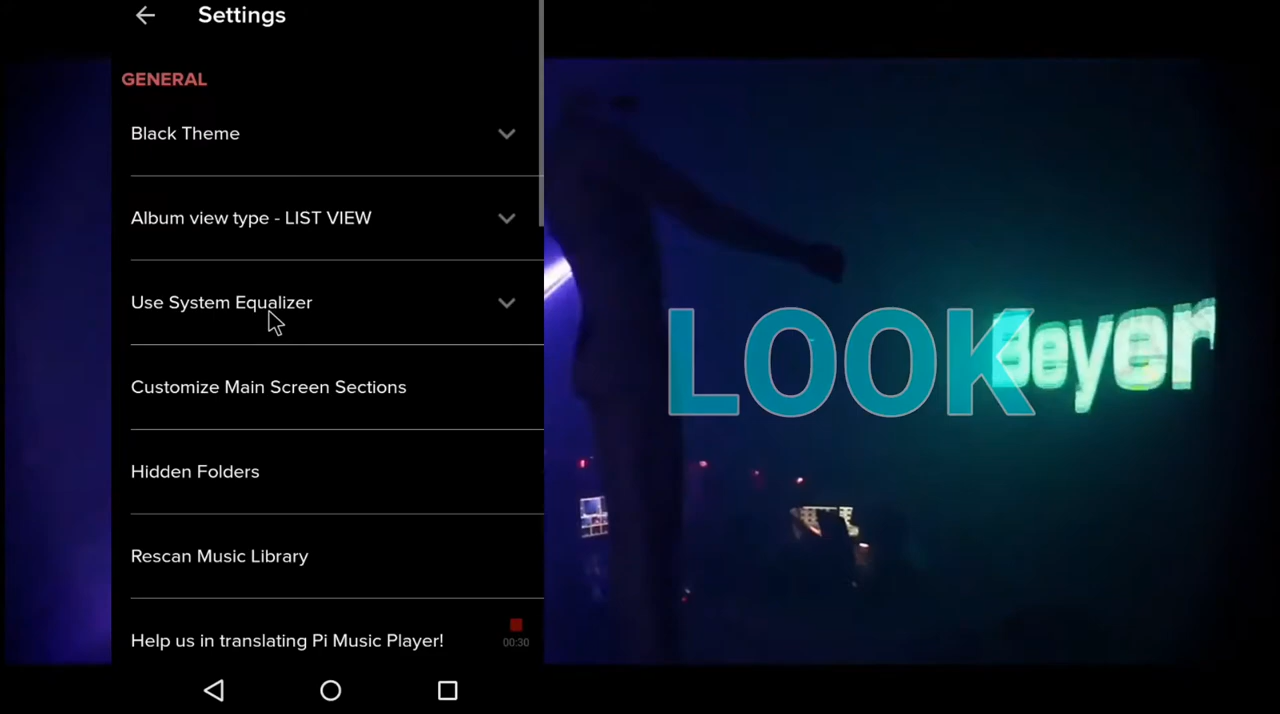 Settings
GENERAL
Black Theme
Album view type - LIST VIEW
Use System Equalizer
Customize Main Screen Sections
Hidden Folders
Rescan Music Library
Help us in translating Pi Music Player!
00:30
LOOK
Beyer